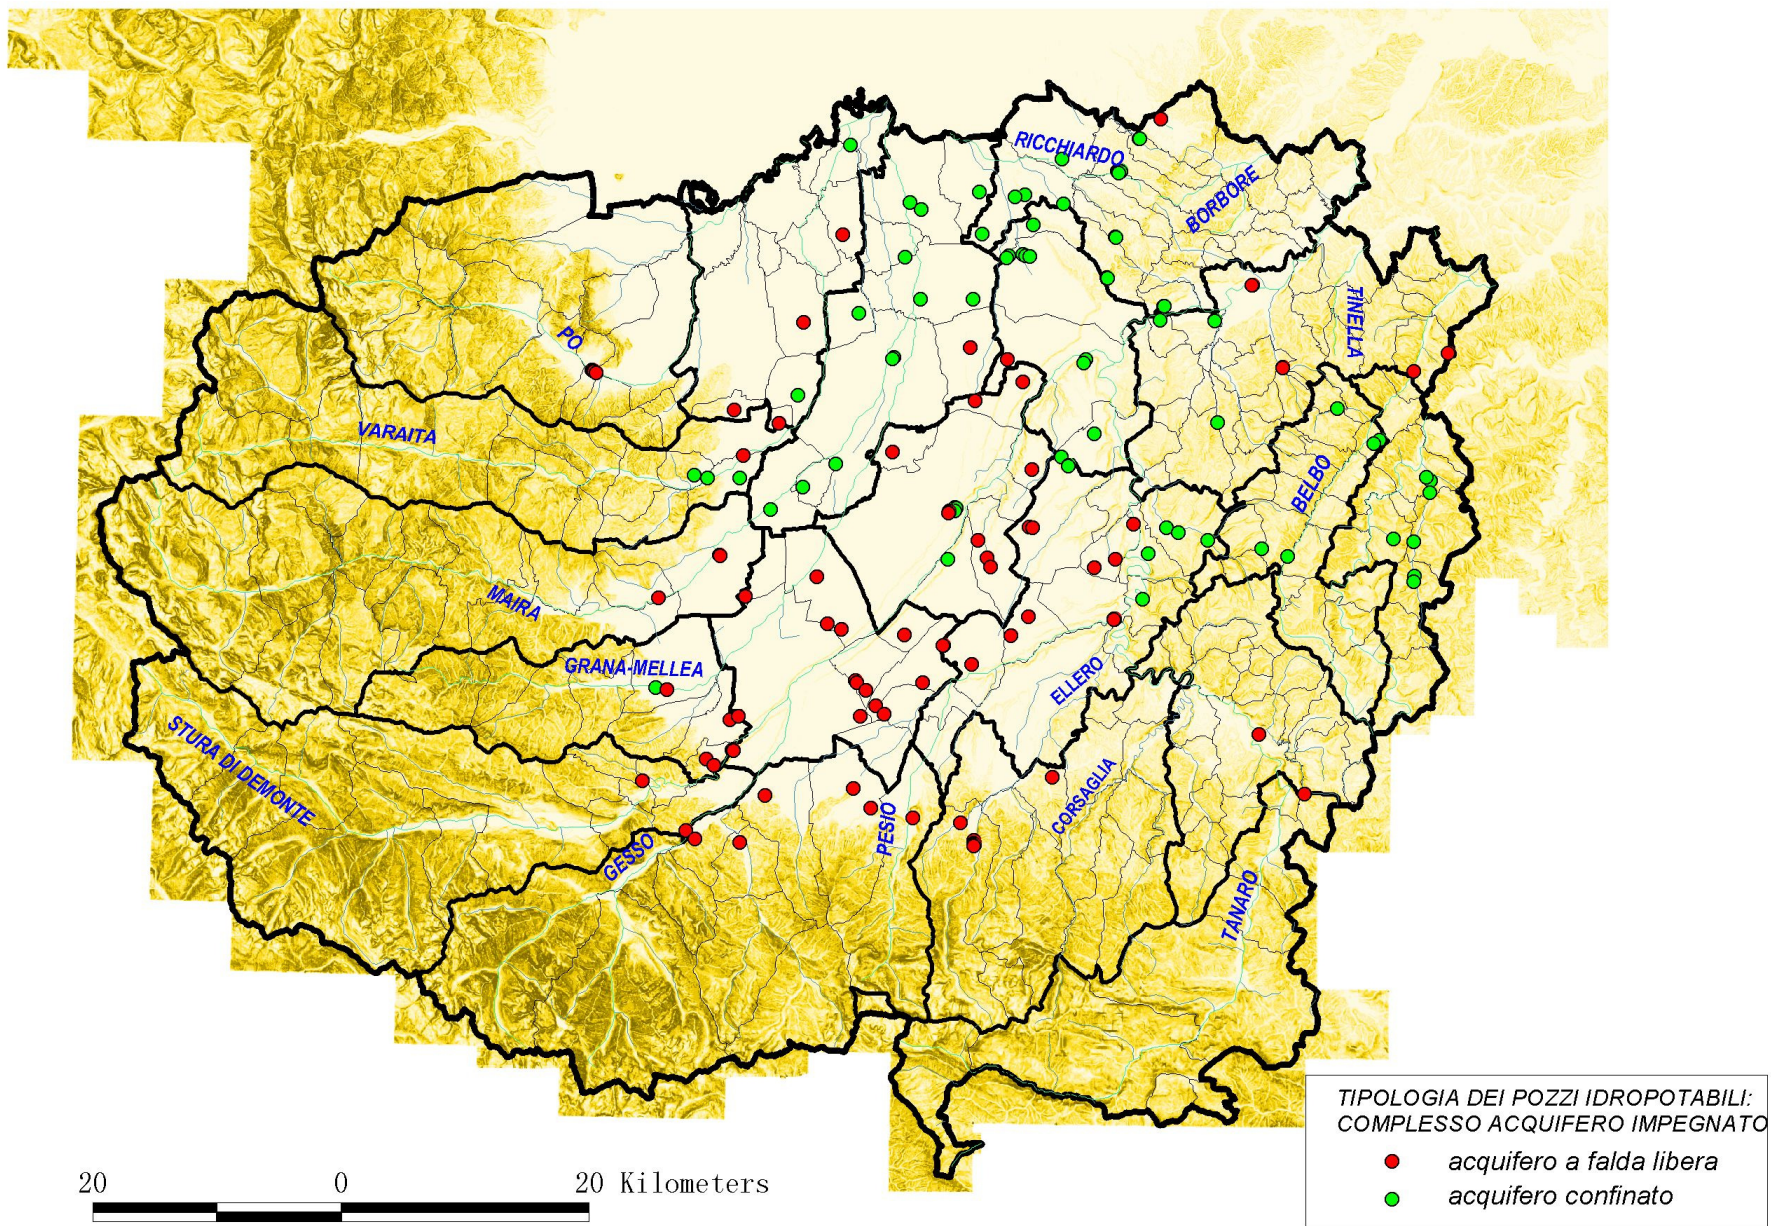 RICCHIARDO
BORBORE
TINELLA
PO
VARAITA
BELBO
MAIRA
GRANA-MELLEA
ELLERO
STURA DI DEMONTE
CORSAGLIA
PESIO
GESSO
TANARO
TIPOLOGIA DEI POZZI IDROPOTABILI:
COMPLESSO ACQUIFERO IMPEGNATO
acquifero a falda libera
acquifero confinato
20 0 20 Kilometers